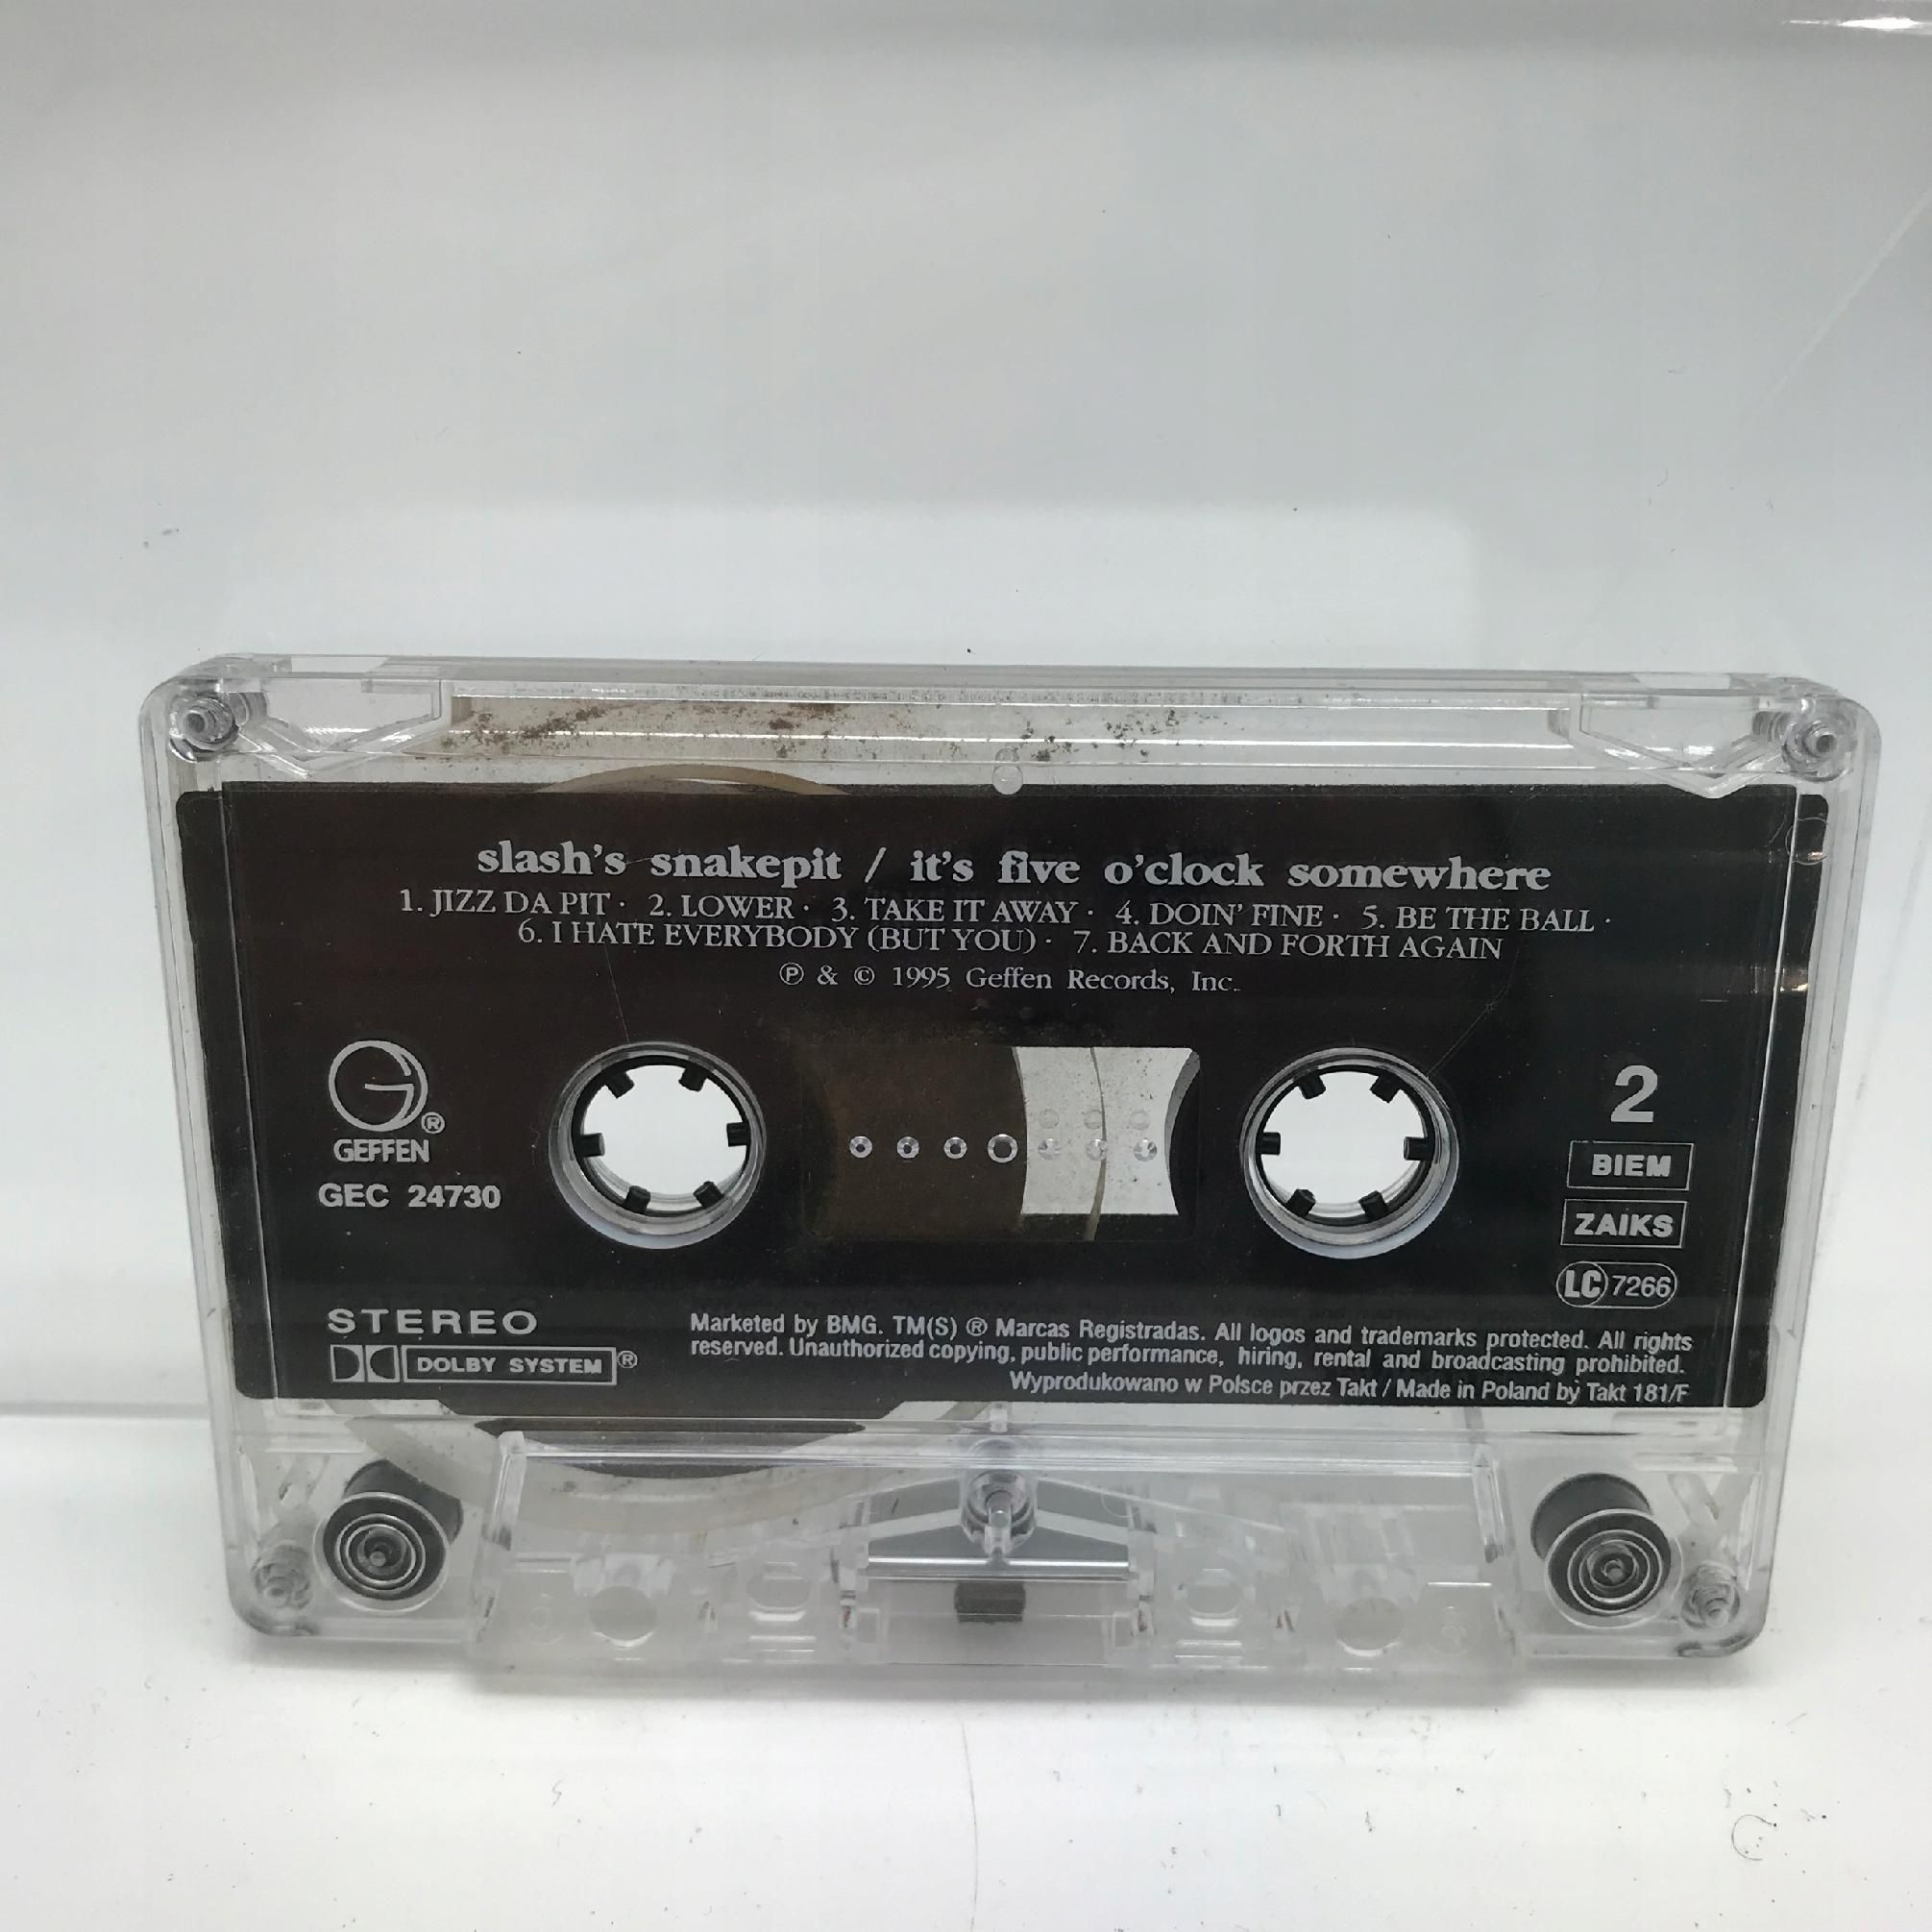 slash's snakepit / it's five o'clock somewhere
1. JIZZ DA PIT · 2. LOWER · 3. TAKE IT AWAY · 4. DOIN' FINE · 5. BE THE BALL ·
6. I HATE EVERYBODY (BUT YOU) · 7. BACK AND FORTH AGAIN
℗ & © 1995 Geffen Records, Inc.
G®
GEFFEN
GEC 24730
2
BIEM
ZAIKS
LC 7266
STEREO
DOLBY SYSTEM®
Marketed by BMG. TM(S) ® Marcas Registradas. All logos and trademarks protected. All rights
reserved. Unauthorized copying, public performance, hiring, rental and broadcasting prohibited.
Wyprodukowano w Polsce przez Takt / Made in Poland by Takt 181/F